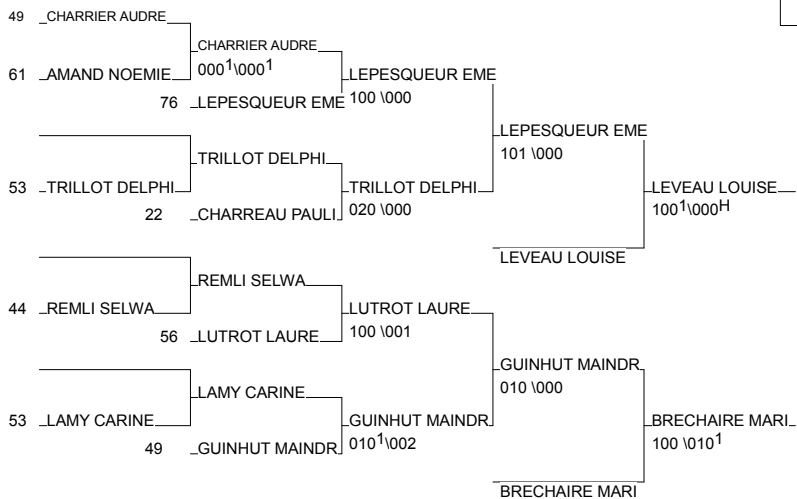 49 CHARRIER AUDRE
CHARRIER AUDRE
000¹\000¹
61 AMAND NOEMIE
LEPESQUEUR EME
100 \000
76 LEPESQUEUR EME
LEPESQUEUR EME
101 \000
TRILLOT DELPHI
53 TRILLOT DELPHI
TRILLOT DELPHI
020 \000
22 CHARREAU PAULI
LEVEAU LOUISE
100¹\000ᴴ
LEVEAU LOUISE
REMLI SELWA
44 REMLI SELWA
LUTROT LAURE
100 \001
56 LUTROT LAURE
GUINHUT MAINDR
010 \000
LAMY CARINE
53 LAMY CARINE
GUINHUT MAINDR
010¹\002
49 GUINHUT MAINDR
BRECHAIRE MARI
100 \010¹
BRECHAIRE MARI